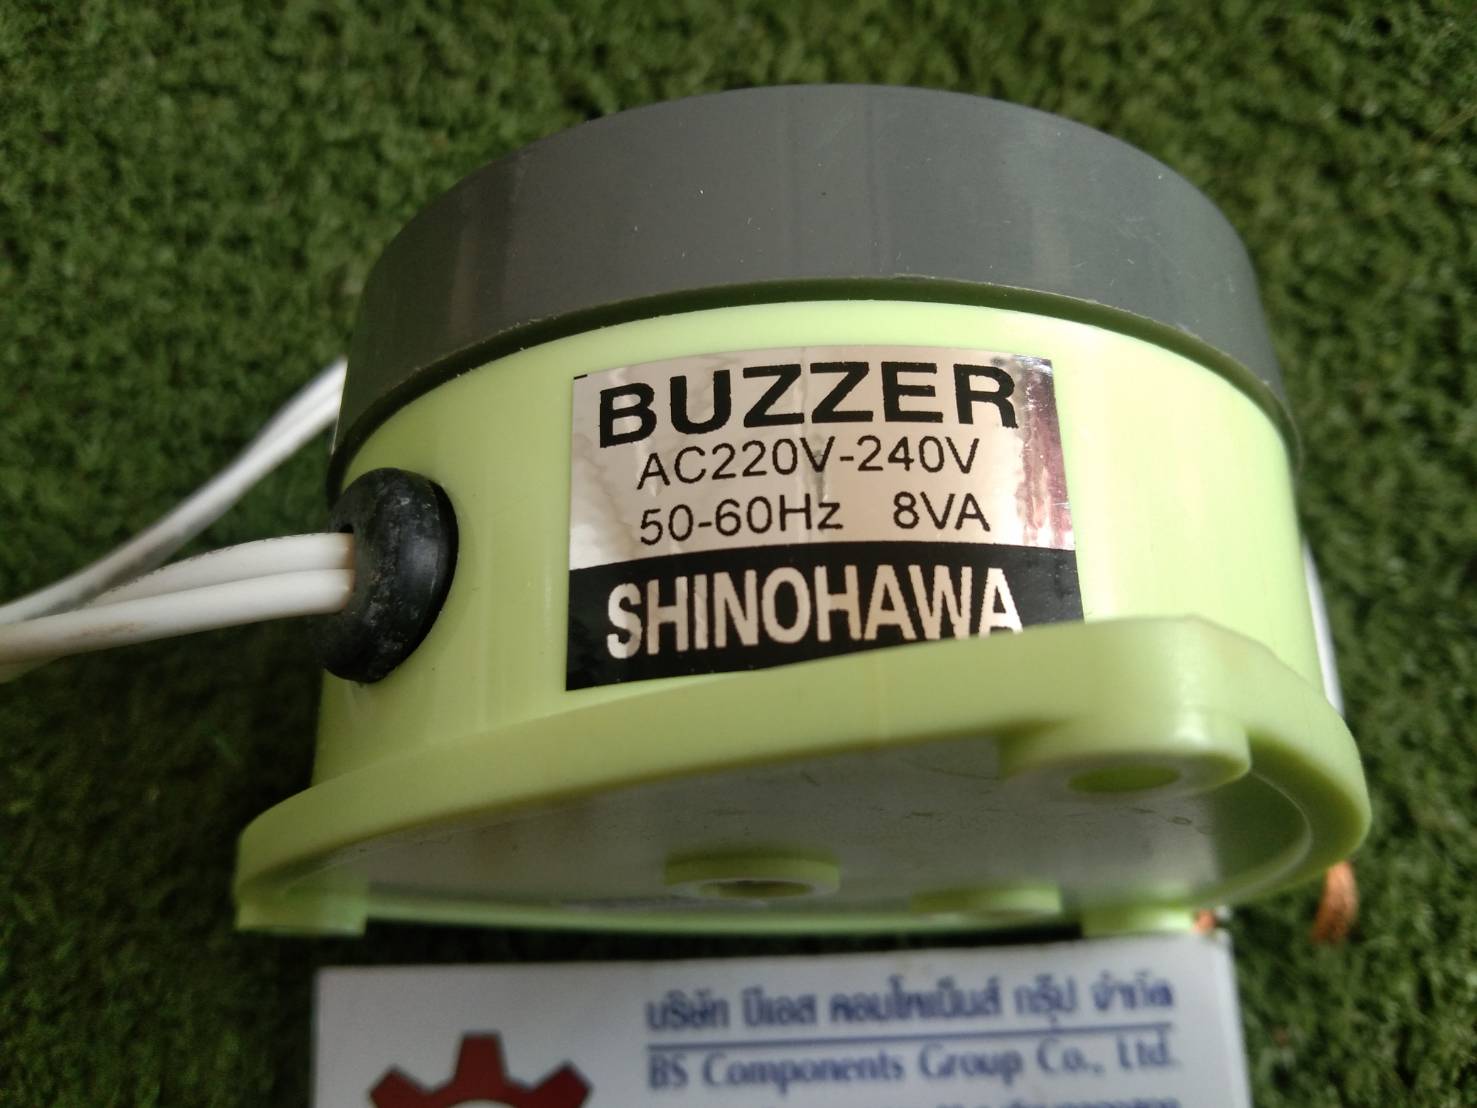 BUZZER
AC220V-240V
50-60Hz 8VA
SHINOHAWA
บริษัท บีเอส คอมโพเน็นส์ กรุ๊ป จำกัด
BS Components Group Co., Ltd.